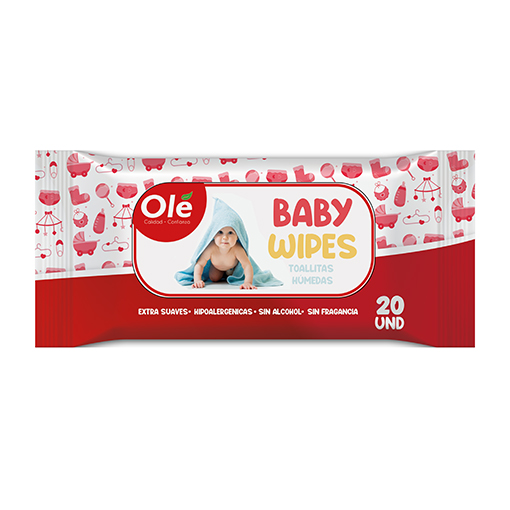 Olé
Calidad - Confianza
BABY
WIPES
TOALLITAS
HUMEDAS
EXTRA SUAVES • HIPOALERGENICAS • SIN ALCOHOL • SIN FRAGANCIA
20
UND